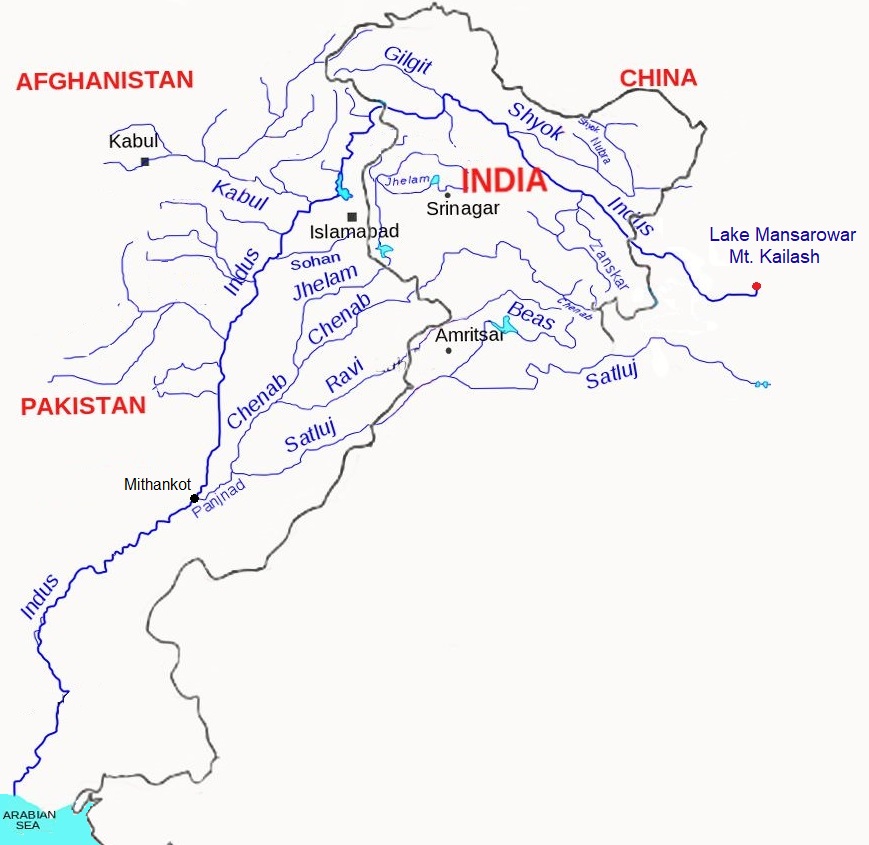 Gilgit
AFGHANISTAN
CHINA
Shyok
Shyok
Nubra
Kabul
Kabul
Jhelam
INDIA
Srinagar
Indus
Islamabad
Lake Mansarowar
Mt. Kailash
Sohan
Indus
Jhelam
Zanskar
Chenab
Chenab
Beas
Amritsar
Ravi
Satluj
Chenab
PAKISTAN
Satluj
Mithankot
Panjnad
Indus
ARABIAN
SEA